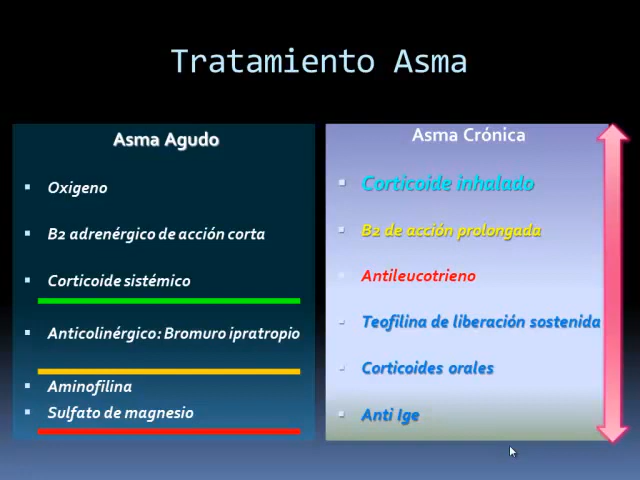 Tratamiento Asma
Asma Agudo
Oxigeno
B2 adrenérgico de acción corta
Corticoide sistémico
Anticolinérgico: Bromuro ipratropio
Aminofilina
Sulfato de magnesio
Asma Crónica
Corticoide inhalado
B2 de acción prolongada
Antileucotrieno
Teofilina de liberación sostenida
Corticoides orales
Anti Ige